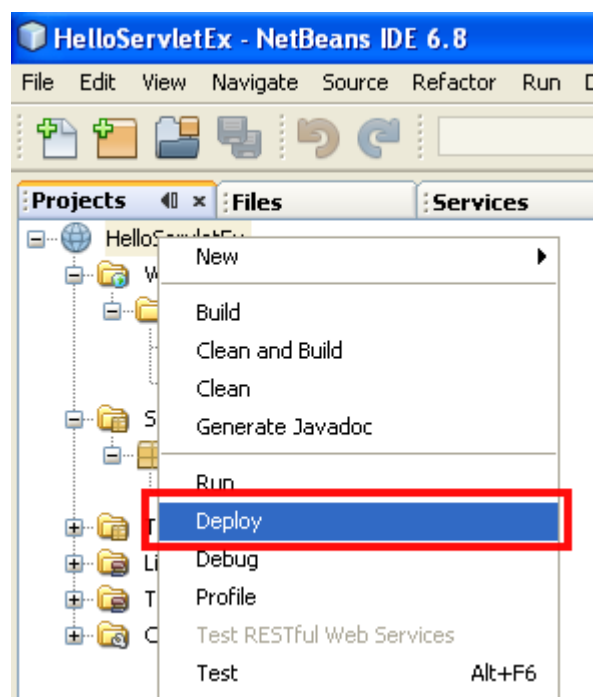 HelloServletEx - NetBeans IDE 6.8
File Edit View Navigate Source Refactor Run
Projects Files Services
New
Build
Clean and Build
Clean
Generate Javadoc
Run
Deploy
Debug
Profile
Test RESTful Web Services
Test Alt+F6